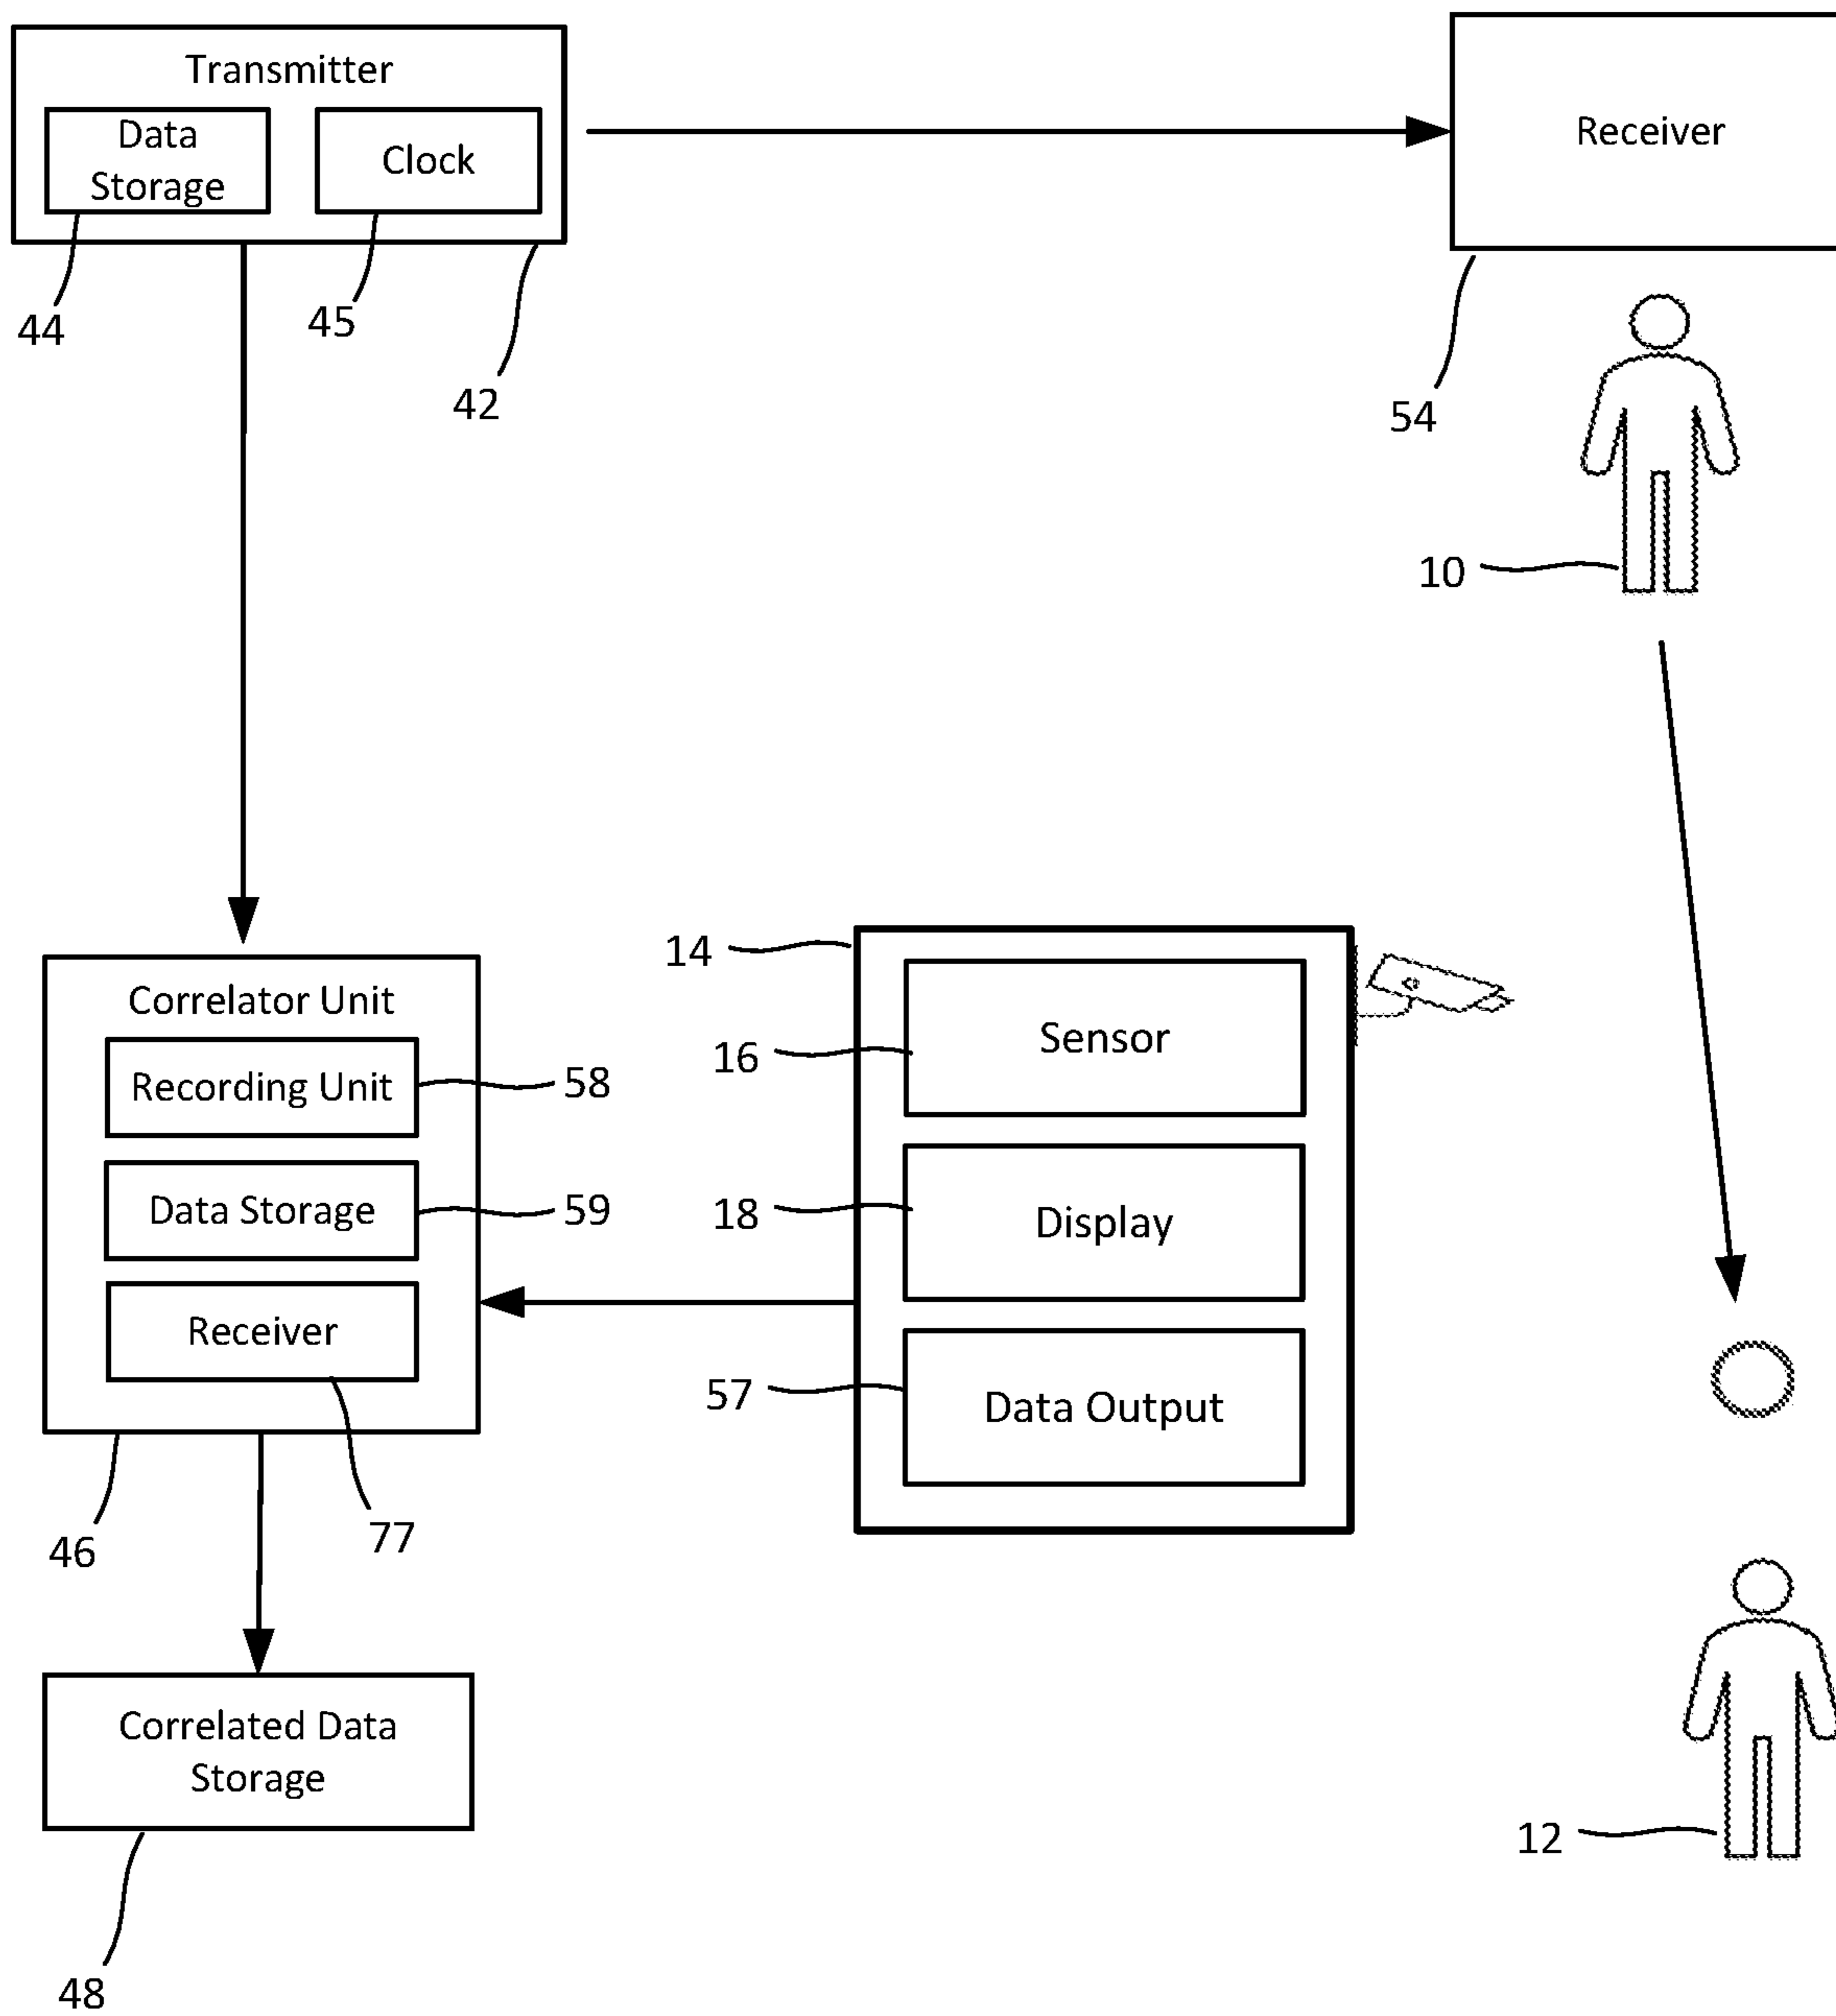 Transmitter
Data
Storage
Clock
Receiver
44
45
42
54
10
14
Correlator Unit
Sensor
16
Recording Unit
58
Data Storage
59
18
Display
Receiver
57
Data Output
46
77
Correlated Data
Storage
12
48